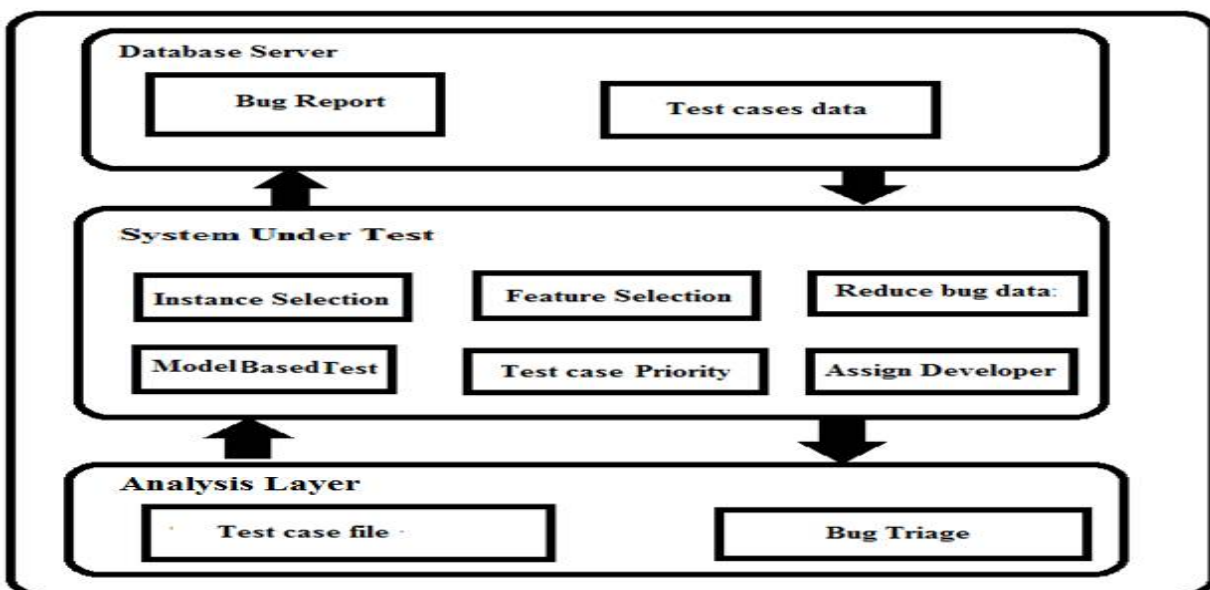 Database Server
Bug Report
Test cases data
System Under Test
Instance Selection
Feature Selection
Reduce bug data:
ModelBasedTest
Test case Priority
Assign Developer
Analysis Layer
Test case file
Bug Triage